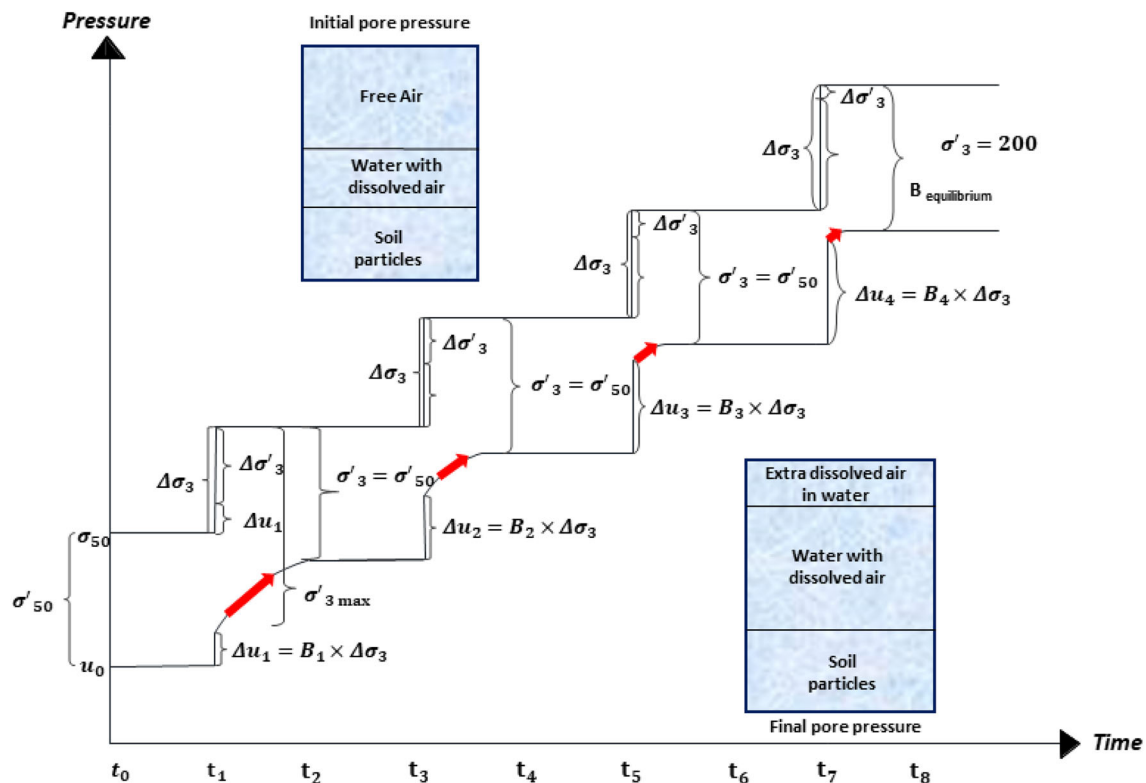 Pressure
Initial pore pressure
Free Air
Water with
dissolved air
Soil
particles
Δσ₃
Δσ′₃
σ′₃ = 200
B equilibrium
Δσ₃
Δσ′₃
σ′₃ = σ′₅₀
Δu₄ = B₄ × Δσ₃
Δσ₃
Δσ′₃
σ′₃ = σ′₅₀
Δu₃ = B₃ × Δσ₃
Δσ₃
Δσ′₃
Δu₁
σ′₃ = σ′₅₀
Δu₂ = B₂ × Δσ₃
σ₅₀
σ′₅₀
u₀
σ′₃ max
Δu₁ = B₁ × Δσ₃
Extra dissolved air
in water
Water with
dissolved air
Soil
particles
Final pore pressure
Time
t₀ t₁ t₂ t₃ t₄ t₅ t₆ t₇ t₈